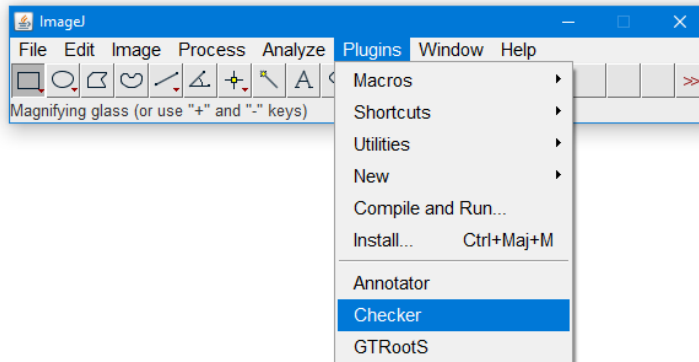 ImageJ
File Edit Image Process Analyze Plugins Window Help
A
Magnifying glass (or use "+" and "-" keys)
Macros
Shortcuts
Utilities
New
Compile and Run...
Install... Ctrl+Maj+M
Annotator
Checker
GTRootS